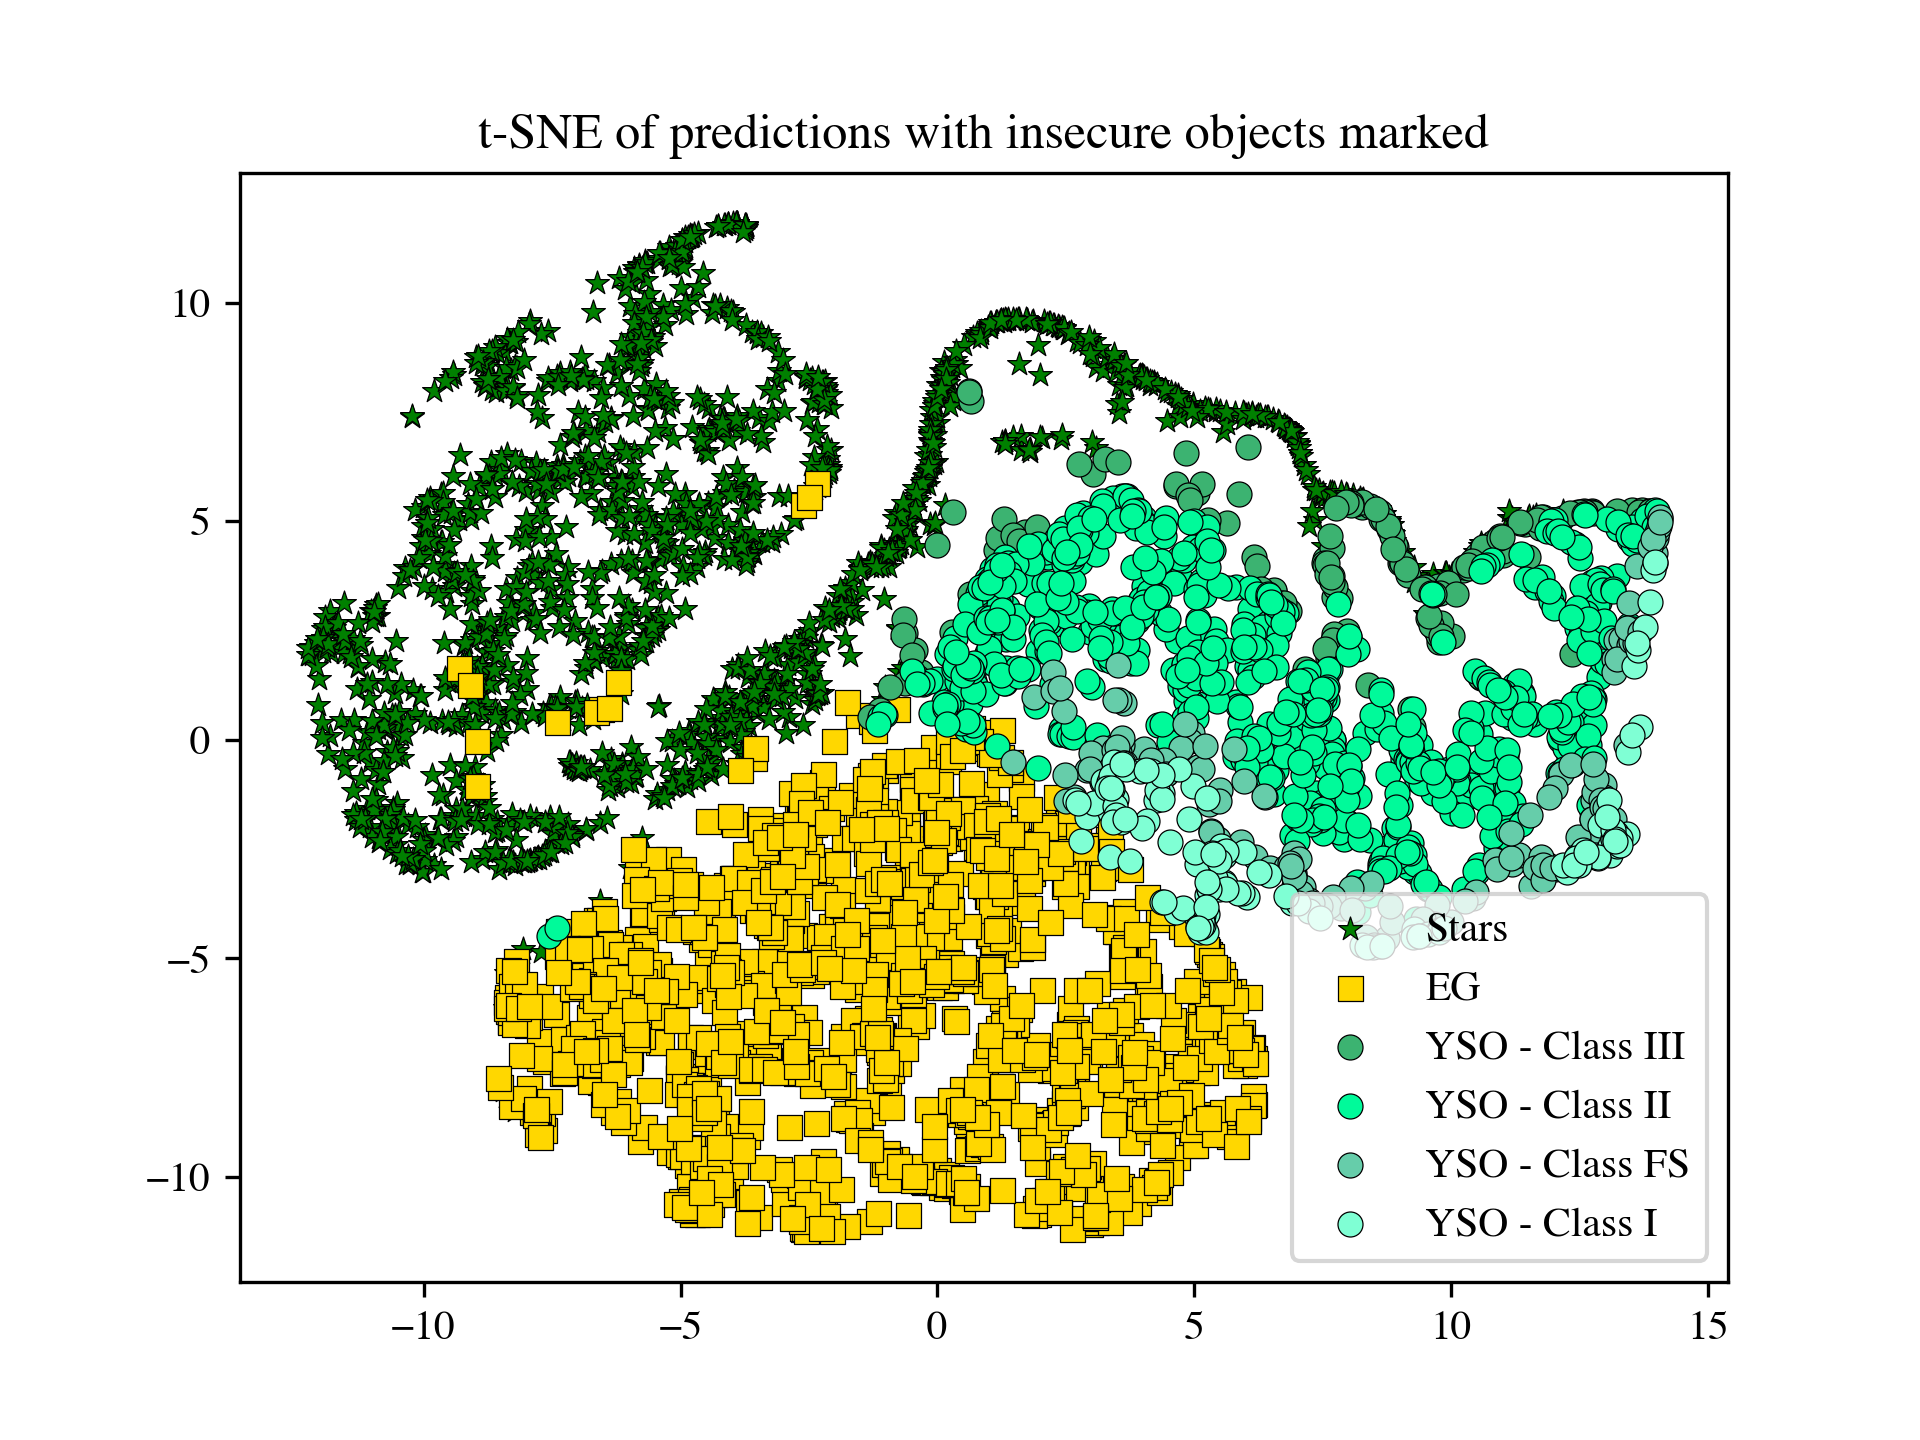 t-SNE of predictions with insecure objects marked
10
5
0
−5
−10
−10
−5
0
5
10
15
Stars
EG
YSO - Class III
YSO - Class II
YSO - Class FS
YSO - Class I